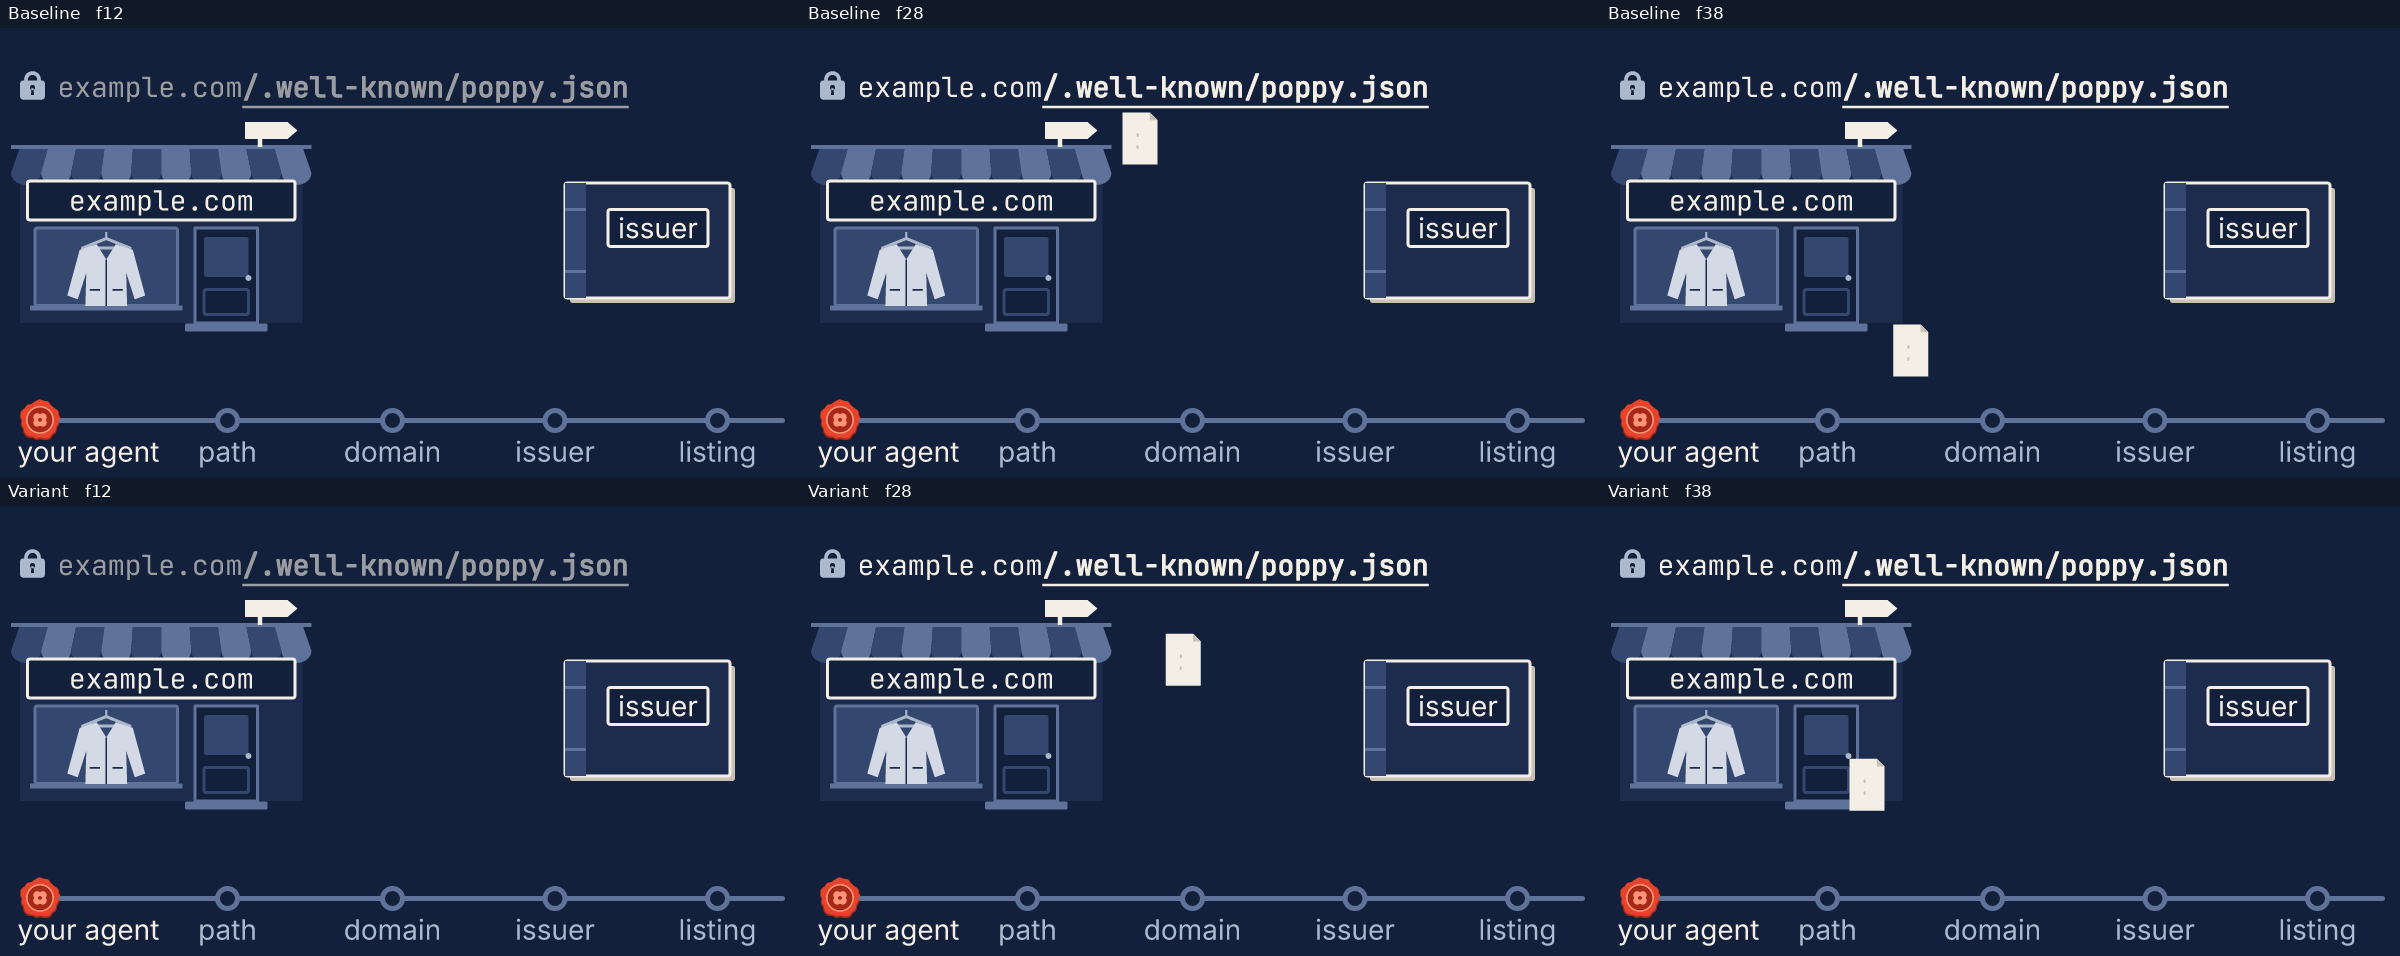 Baseline f12
example.com/.well-known/poppy.json
example.com
issuer
your agent path domain issuer listing
Baseline f28
example.com/.well-known/poppy.json
example.com
issuer
your agent path domain issuer listing
Baseline f38
example.com/.well-known/poppy.json
example.com
issuer
your agent path domain issuer listing
Variant f12
example.com/.well-known/poppy.json
example.com
issuer
your agent path domain issuer listing
Variant f28
example.com/.well-known/poppy.json
example.com
issuer
your agent path domain issuer listing
Variant f38
example.com/.well-known/poppy.json
example.com
issuer
your agent path domain issuer listing